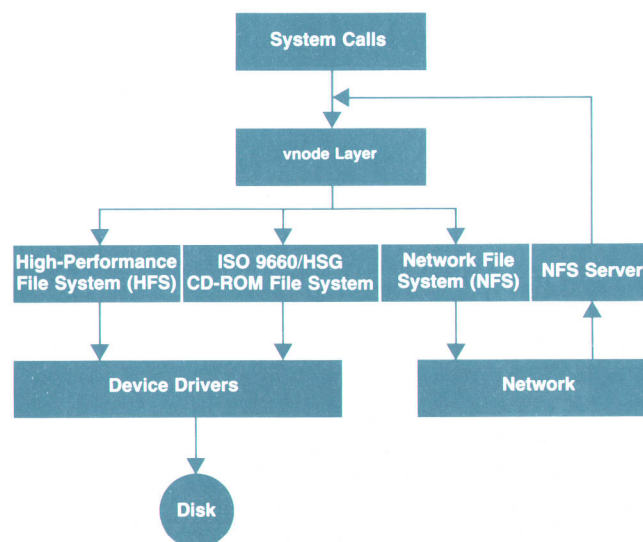 System Calls
vnode Layer
High-Performance
File System (HFS)
ISO 9660/HSG
CD-ROM File System
Network File
System (NFS)
NFS Server
Device Drivers
Network
Disk